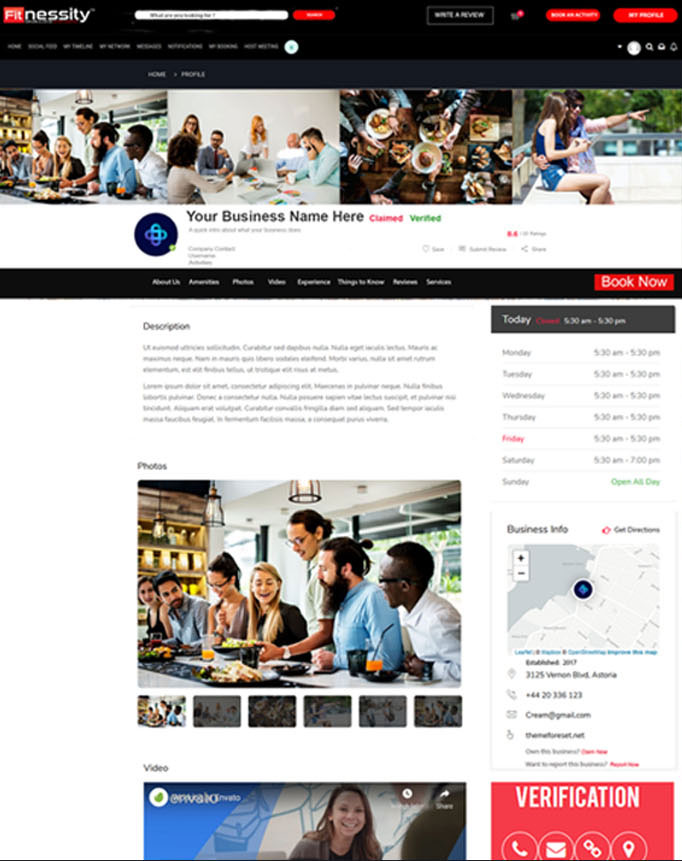 Fitnessity
What are you looking for ?
SEARCH
WRITE A REVIEW
BOOK AN ACTIVITY
MY PROFILE
HOME SOCIAL FEED MY TIMELINE MY NETWORK MESSAGES NOTIFICATIONS MY BOOKING HOST MEETING
HOME > PROFILE
Your Business Name Here Claimed Verified
A quick intro about what your business does
8.6 / 10 Ratings
Company Contact
Username
Activities
Save Submit Review Share
About Us Amenities Photos Video Experience Things to Know Reviews Services
Book Now
Description
Ut euismod ultricies sollicitudin. Curabitur sed dapibus nulla. Nulla eget iaculis lectus. Mauris ac
maximus neque. Nam in mauris quis libero sodales eleifend. Morbi varius, nulla sit amet rutrum
elementum, est elit finibus tellus, ut tristique elit risus at metus.
Lorem ipsum dolor sit amet, consectetur adipiscing elit. Maecenas in pulvinar neque. Nulla finibus
lobortis pulvinar. Donec a consectetur nulla. Nulla posuere sapien vitae lectus suscipit, et pulvinar nisi
tincidunt. Aliquam erat volutpat. Curabitur convallis fringilla diam sed aliquam. Sed tempor iaculis
massa faucibus feugiat. In fermentum facilisis massa, a consequat purus viverra.
Photos
Video
Envato
Share
Today Closed 5:30 am - 5:30 pm
Monday 5:30 am - 5:30 pm
Tuesday 5:30 am - 5:30 pm
Wednesday 5:30 am - 5:30 pm
Thursday 5:30 am - 5:30 pm
Friday 5:30 am - 5:30 pm
Saturday 5:30 am - 7:00 pm
Sunday Open All Day
Business Info Get Directions
+
−
Leaflet | © Mapbox © OpenStreetMap Improve this map
Established: 2017
3125 Vernon Blvd, Astoria
+44 20 336 123
Cream@gmail.com
themeforeset.net
Own this business? Claim Now
Want to report this business? Report Now
VERIFICATION